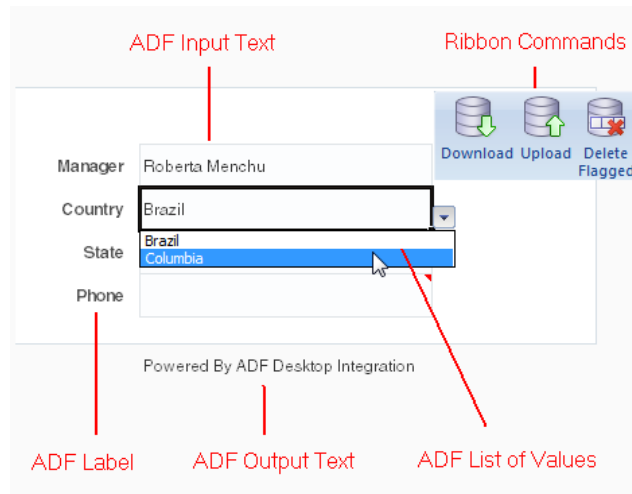 ADF Input Text
Ribbon Commands
Download Upload Delete
Flagged
Manager Roberta Menchu
Country Brazil
Brazil
State
Columbia
Phone
Powered By ADF Desktop Integration
ADF Label
ADF Output Text
ADF List of Values